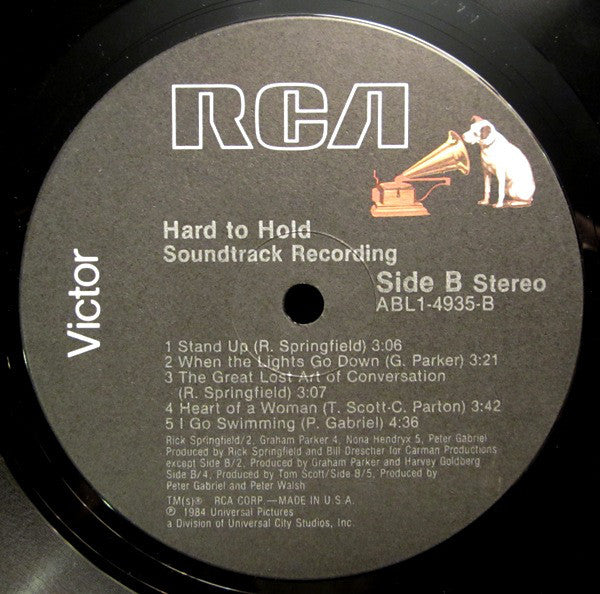 RCA
Victor
Hard to Hold
Soundtrack Recording
Side B Stereo
ABL1-4935-B
1 Stand Up (R. Springfield) 3:06
2 When the Lights Go Down (G. Parker) 3:21
3 The Great Lost Art of Conversation
(R. Springfield) 3:07
4 Heart of a Woman (T. Scott-C. Parton) 3:42
5 I Go Swimming (P. Gabriel) 4:36
Rick Springfield/2, Graham Parker 4, Nona Hendryx 5, Peter Gabriel
Produced by Rick Springfield and Bill Drescher for Carman Productions
except Side B/2, Produced by Graham Parker and Harvey Goldberg
Side B/4, Produced by Tom Scott/Side B/5, Produced by
Peter Gabriel and Peter Walsh
TM(s)® RCA CORP.—MADE IN U.S.A.
℗ 1984 Universal Pictures
a Division of Universal City Studios, Inc.